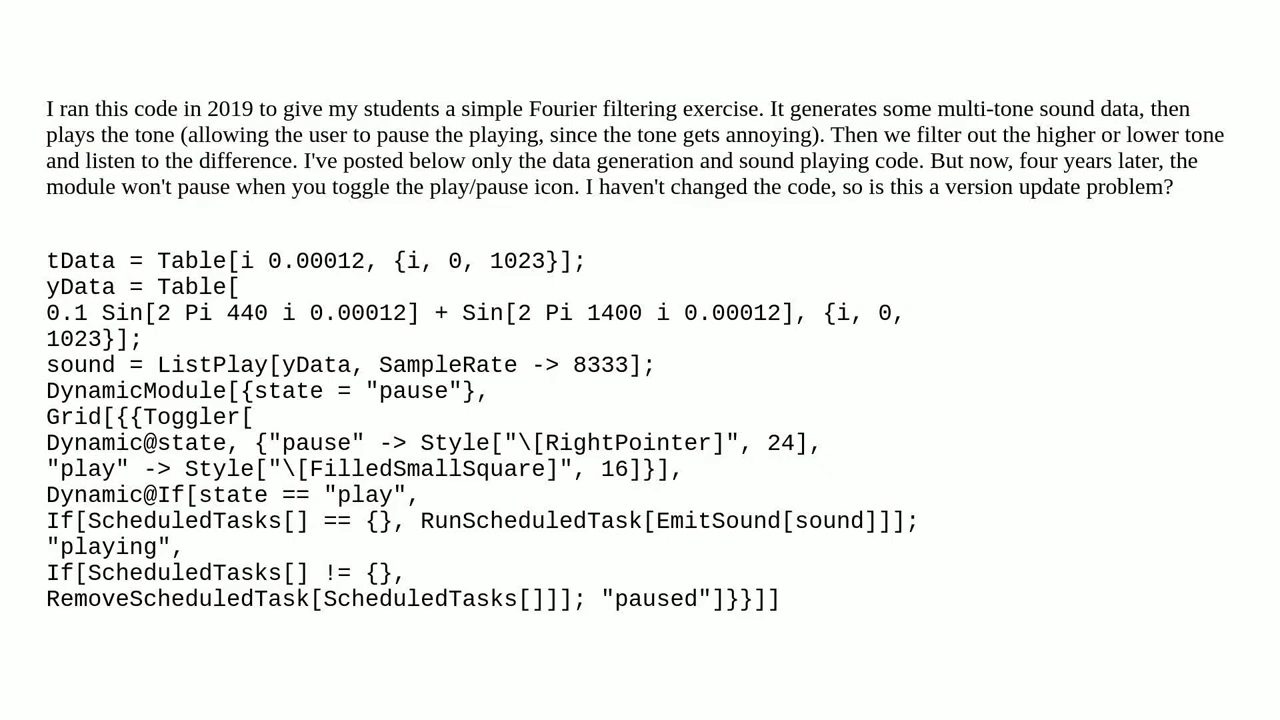 I ran this code in 2019 to give my students a simple Fourier filtering exercise. It generates some multi-tone sound data, then
plays the tone (allowing the user to pause the playing, since the tone gets annoying). Then we filter out the higher or lower tone
and listen to the difference. I've posted below only the data generation and sound playing code. But now, four years later, the
module won't pause when you toggle the play/pause icon. I haven't changed the code, so is this a version update problem?
tData = Table[i 0.00012, {i, 0, 1023}];
yData = Table[
0.1 Sin[2 Pi 440 i 0.00012] + Sin[2 Pi 1400 i 0.00012], {i, 0,
1023}];
sound = ListPlay[yData, SampleRate -> 8333];
DynamicModule[{state = "pause"},
Grid[{{Toggler[
Dynamic@state, {"pause" -> Style["\[RightPointer]", 24],
"play" -> Style["\[FilledSmallSquare]", 16]}],
Dynamic@If[state == "play",
If[ScheduledTasks[] == {}, RunScheduledTask[EmitSound[sound]]];
"playing",
If[ScheduledTasks[] != {},
RemoveScheduledTask[ScheduledTasks[]]]; "paused"]}}]]